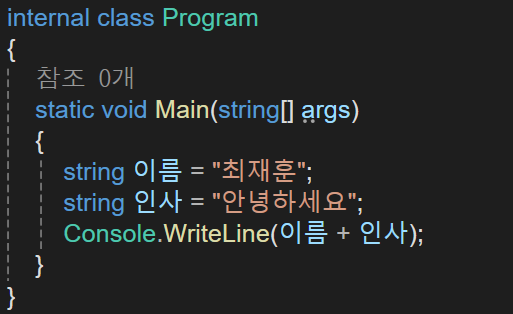 internal class Program
{
참조 0개
static void Main(string[] args)
{
string 이름 = "최재훈";
string 인사 = "안녕하세요";
Console.WriteLine(이름 + 인사);
}
}